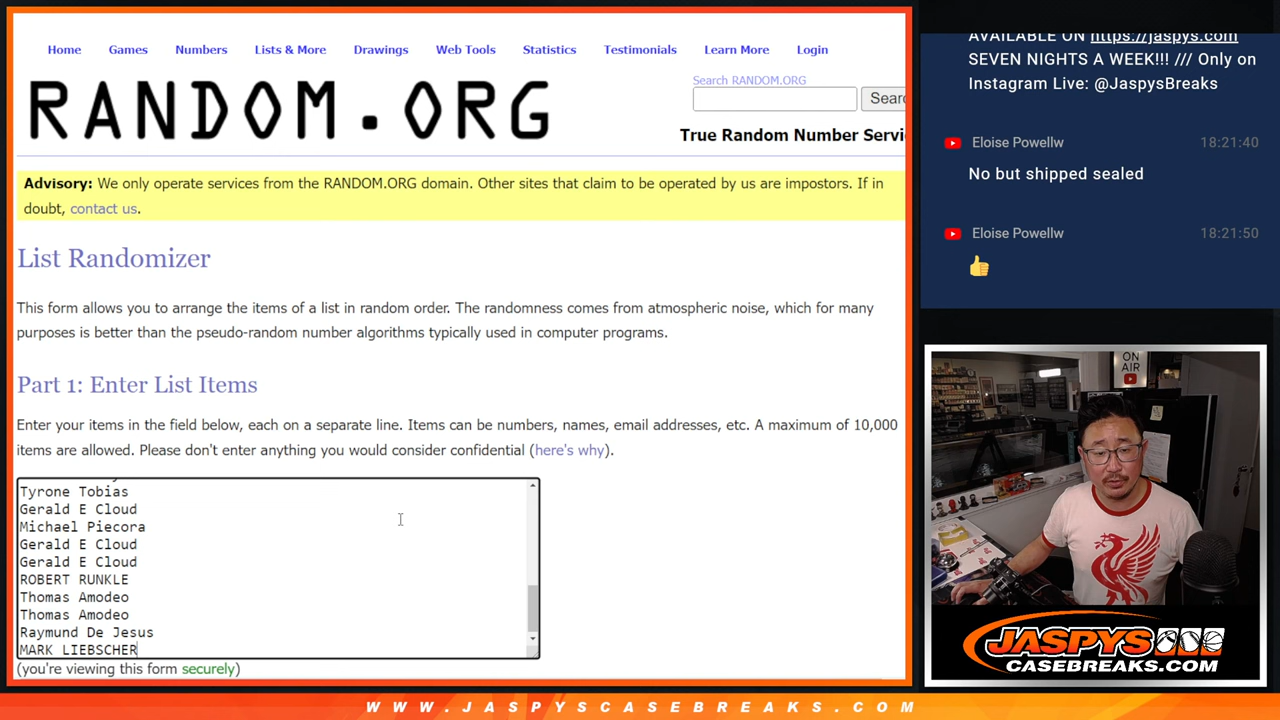 Home Games Numbers Lists & More Drawings Web Tools Statistics Testimonials Learn More Login
RANDOM.ORG
Search RANDOM.ORG
Sear
True Random Number Servi
Advisory: We only operate services from the RANDOM.ORG domain. Other sites that claim to be operated by us are impostors. If in
doubt, contact us.
List Randomizer
This form allows you to arrange the items of a list in random order. The randomness comes from atmospheric noise, which for many
purposes is better than the pseudo-random number algorithms typically used in computer programs.
Part 1: Enter List Items
Enter your items in the field below, each on a separate line. Items can be numbers, names, email addresses, etc. A maximum of 10,000
items are allowed. Please don't enter anything you would consider confidential (here's why).
Tyrone Tobias
Gerald E Cloud
Michael Piecora
Gerald E Cloud
Gerald E Cloud
ROBERT RUNKLE
Thomas Amodeo
Thomas Amodeo
Raymund De Jesus
MARK LIEBSCHER
(you're viewing this form securely)
AVAILABLE ON https://jaspys.com
SEVEN NIGHTS A WEEK!!! /// Only on
Instagram Live: @JaspysBreaks
Eloise Powellw 18:21:40
No but shipped sealed
Eloise Powellw 18:21:50
👍
ON
AIR
JASPYS
CASEBREAKS.COM
WWW.JASPYSCASEBREAKS.COM